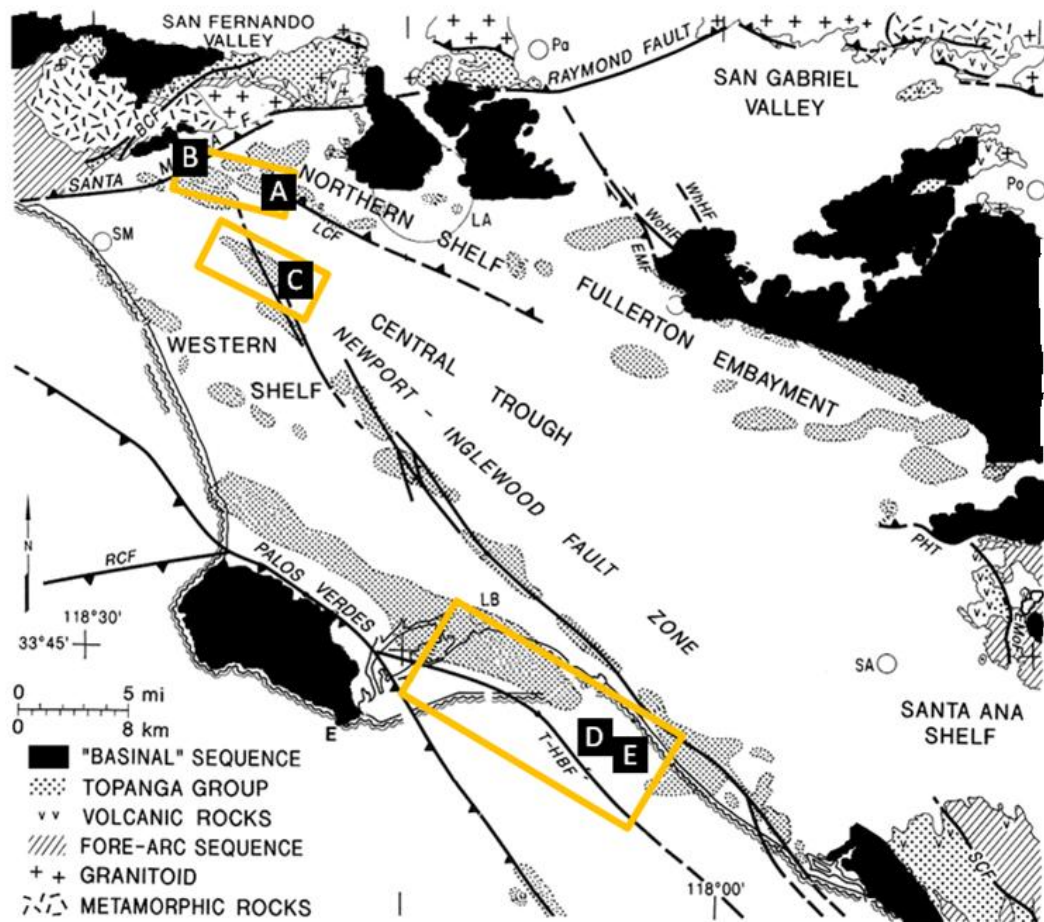 SAN FERNANDO
VALLEY
Pa
RAYMOND FAULT
SAN GABRIEL
VALLEY
BCF
SANTA M A F
B
A
NORTHERN
SHELF
LCF
LA
Po
WhHF
WoHF
EMF
SM
C
WESTERN
SHELF
CENTRAL
TROUGH
FULLERTON EMBAYMENT
NEWPORT - INGLEWOOD
FAULT
ZONE
RCF
PALOS VERDES
LB
PHT
N
118°30'
33°45'
SA
0 5 mi
0 8 km
E
D
E
T-HBF
SANTA ANA
SHELF
118°00'
SCF
"BASINAL" SEQUENCE
TOPANGA GROUP
v v VOLCANIC ROCKS
FORE-ARC SEQUENCE
+ + GRANITOID
METAMORPHIC ROCKS